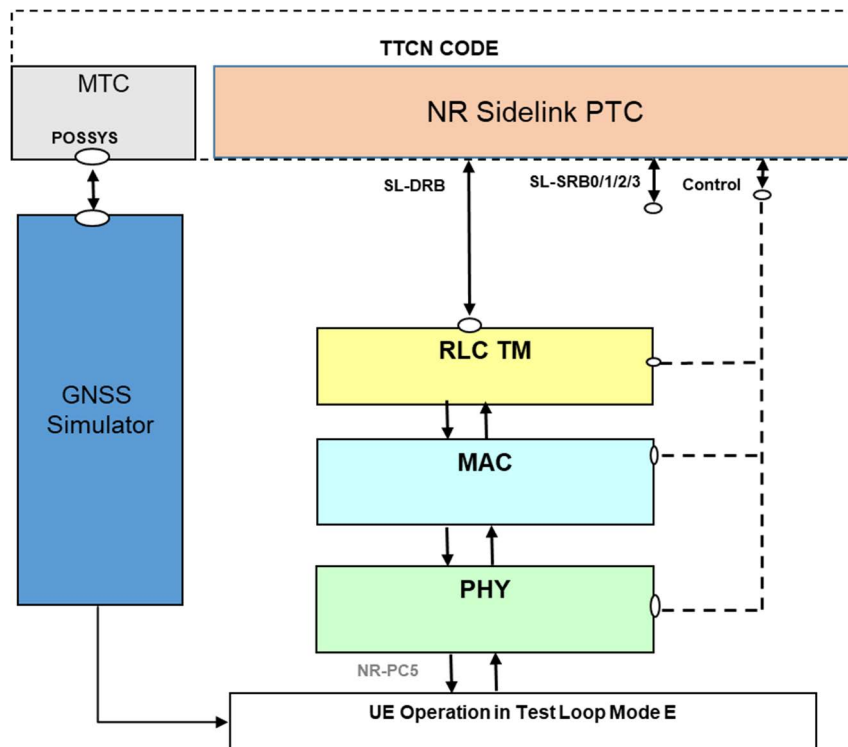 TTCN CODE
MTC
POSSYS
NR Sidelink PTC
SL-DRB
SL-SRB0/1/2/3
Control
GNSS
Simulator
RLC TM
MAC
PHY
NR-PC5
UE Operation in Test Loop Mode E